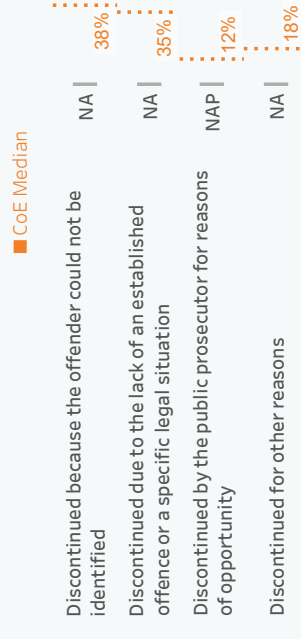 CoE Median
Discontinued because the offender could not be
identified
NA
38%
Discontinued due to the lack of an established
offence or a specific legal situation
NA
35%
Discontinued by the public prosecutor for reasons
of opportunity
NAP
12%
Discontinued for other reasons
NA
18%